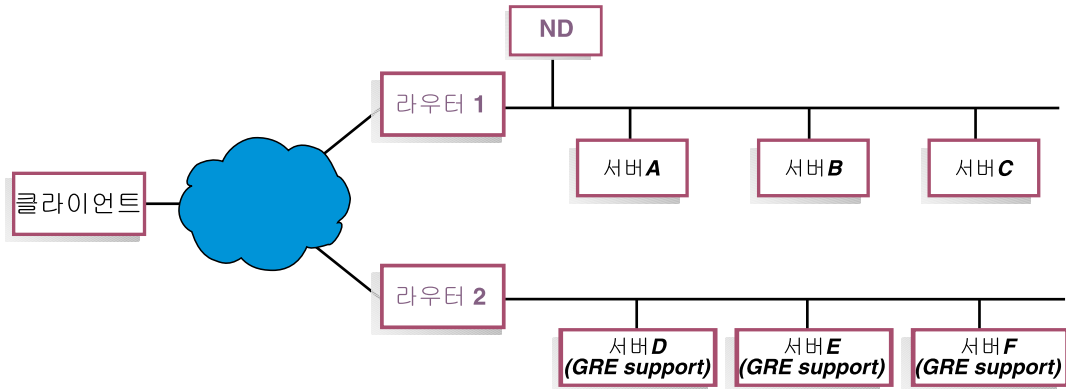 ND
라우터 1
서버A
서버B
서버C
클라이언트
라우터 2
서버D
(GRE support)
서버E
(GRE support)
서버F
(GRE support)